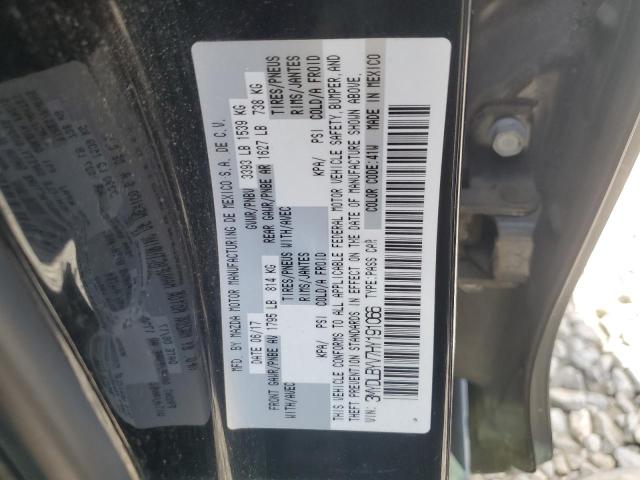 MFD. BY. MAZDA MOTOR MANUFACTURING DE MEXICO S.A. DE C.V.
DATE 06/17 GVWR/PNBV 3393 LB 1539 KG
FRONT GAWR/PNBE AV 1795 LB 814 KG REAR GAWR/PNBE AR 1627 LB 738 KG
WITH/AVEC TIRES/PNEUS WITH/AVEC TIRES/PNEUS
RIMS/JANTES RIMS/JANTES
KPA/ PSI COLD/A FROID KPA/ PSI COLD/A FROID
THIS VEHICLE CONFORMS TO ALL APPLICABLE FEDERAL MOTOR VEHICLE SAFETY, BUMPER, AND
THEFT PREVENTION STANDARDS IN EFFECT ON THE DATE OF MANUFACTURE SHOWN ABOVE.
VIN: TYPE:PASS CAR COLOR CODE:41W MADE IN MEXICO